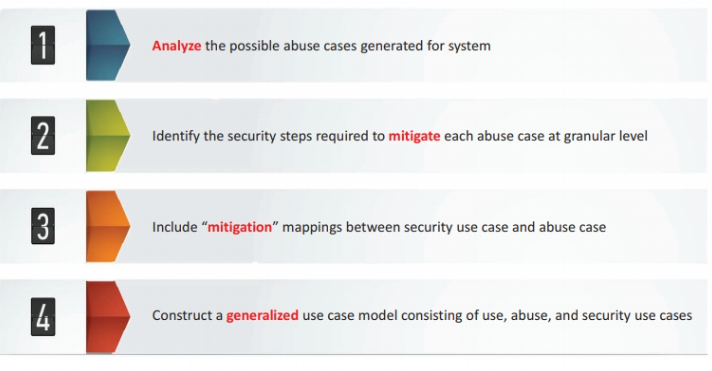 1
Analyze the possible abuse cases generated for system
2
Identify the security steps required to mitigate each abuse case at granular level
3
Include “mitigation” mappings between security use case and abuse case
4
Construct a generalized use case model consisting of use, abuse, and security use cases